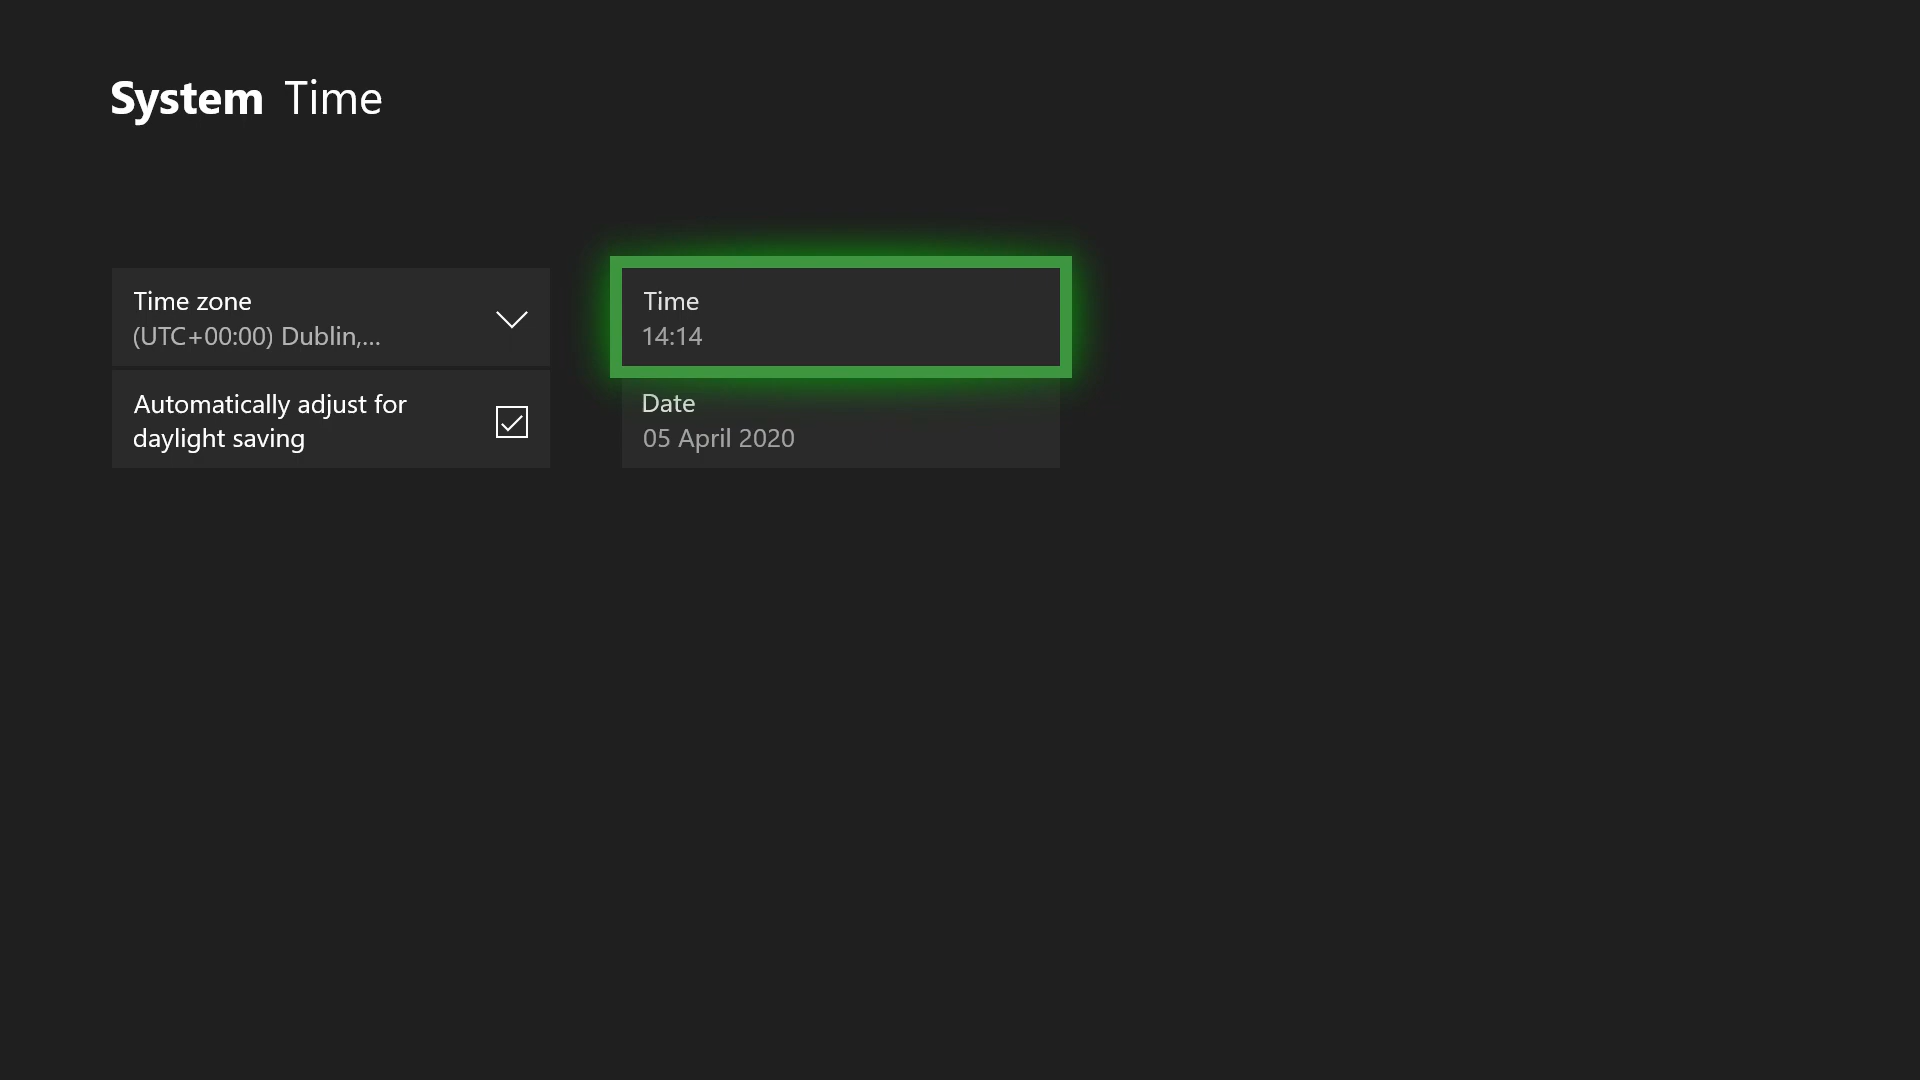 System Time
Time zone
(UTC+00:00) Dublin,...
Automatically adjust for
daylight saving
Time
14:14
Date
05 April 2020